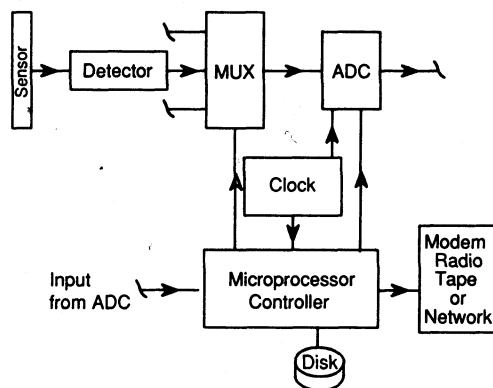 Sensor
Detector
MUX
ADC
Clock
Input
from ADC
Microprocessor
Controller
Modem
Radio
Tape
or
Network
Disk